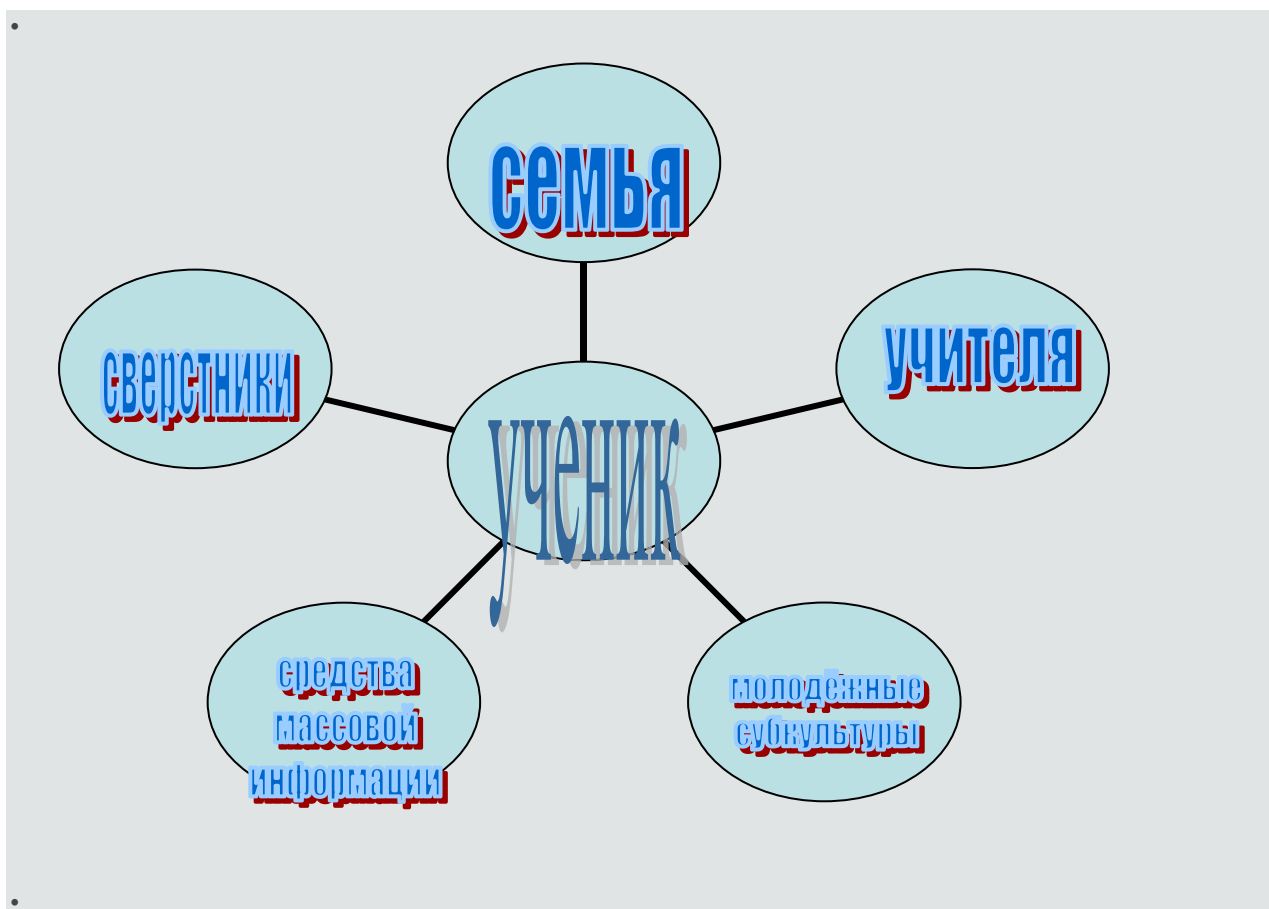 семья
сверстники
учителя
ученик
средства
массовой
информации
молодёжные
субкультуры